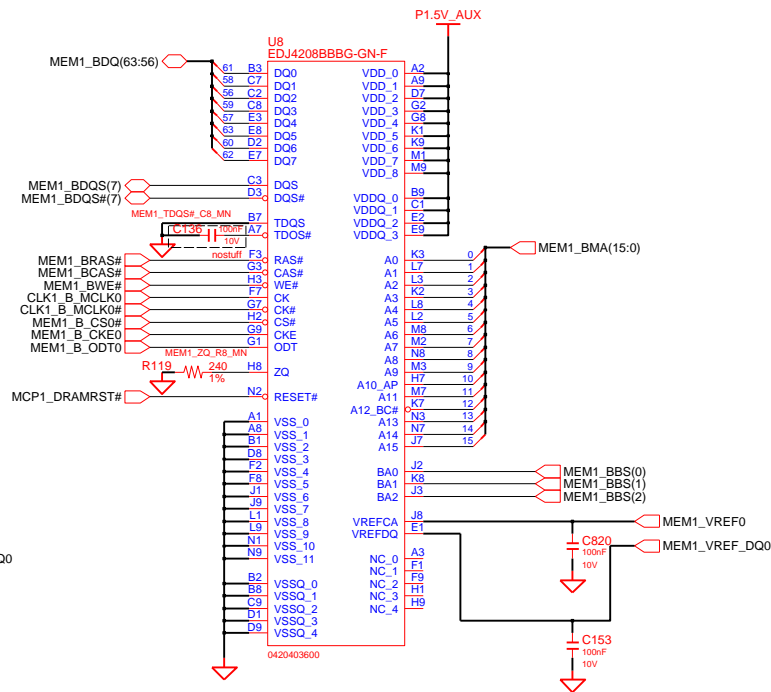 P1.5V_AUX
U8
EDJ4208BBBG-GN-F
MEM1_BDQ(63:56)
61 B3 DQ0 VDD_0 A2
58 C7 DQ1 VDD_1 A9
56 C2 DQ2 VDD_2 D7
59 C8 DQ3 VDD_3 G2
57 E3 DQ4 VDD_4 G8
63 E8 DQ5 VDD_5 K1
60 D2 DQ6 VDD_6 K9
62 E7 DQ7 VDD_7 M1
VDD_8 M9
MEM1_BDQS(7) C3 DQS
MEM1_BDQS#(7) D3 DQS# VDDQ_0 B9
VDDQ_1 C1
MEM1_TDQS#_C8_MN
B7 TDQS VDDQ_2 E2
C136 100nF A7 TDOS# VDDQ_3 E9
10V
nostuff
MEM1_BMA(15:0)
MEM1_BRAS# F3 RAS# A0 K3 0
MEM1_BCAS# G3 CAS# A1 L7 1
MEM1_BWE# H3 WE# A2 L3 2
CLK1_B_MCLK0 F7 CK A3 K2 3
CLK1_B_MCLK0# G7 CK# A4 L8 4
MEM1_B_CS0# H2 CS# A5 L2 5
MEM1_B_CKE0 G9 CKE A6 M8 6
MEM1_B_ODT0 G1 ODT A7 M2 7
MEM1_ZQ_R8_MN A8 N8 8
R119 240 H8 ZQ A9 M3 9
1%
A10_AP H7 10
MCP1_DRAMRST# N2 RESET# A11 M7 11
A12_BC# K7 12
A1 VSS_0 A13 N3 13
A8 VSS_1 A14 N7 14
B1 VSS_2 A15 J7 15
D8 VSS_3
F2 VSS_4 BA0 J2 MEM1_BBS(0)
F8 VSS_5 BA1 K8 MEM1_BBS(1)
J1 VSS_6 BA2 J3 MEM1_BBS(2)
J9 VSS_7
L1 VSS_8 VREFCA J8 MEM1_VREF0
L9 VSS_9 VREFDQ E1
N1 VSS_10
C820
100nF
10V
MEM1_VREF_DQ0
N9 VSS_11 NC_0 A3
Q0
NC_1 F1
B2 VSSQ_0 NC_2 F9
B8 VSSQ_1 NC_3 H1
C9 VSSQ_2 NC_4 H9
D1 VSSQ_3
D9 VSSQ_4
C153
100nF
10V
0420403600